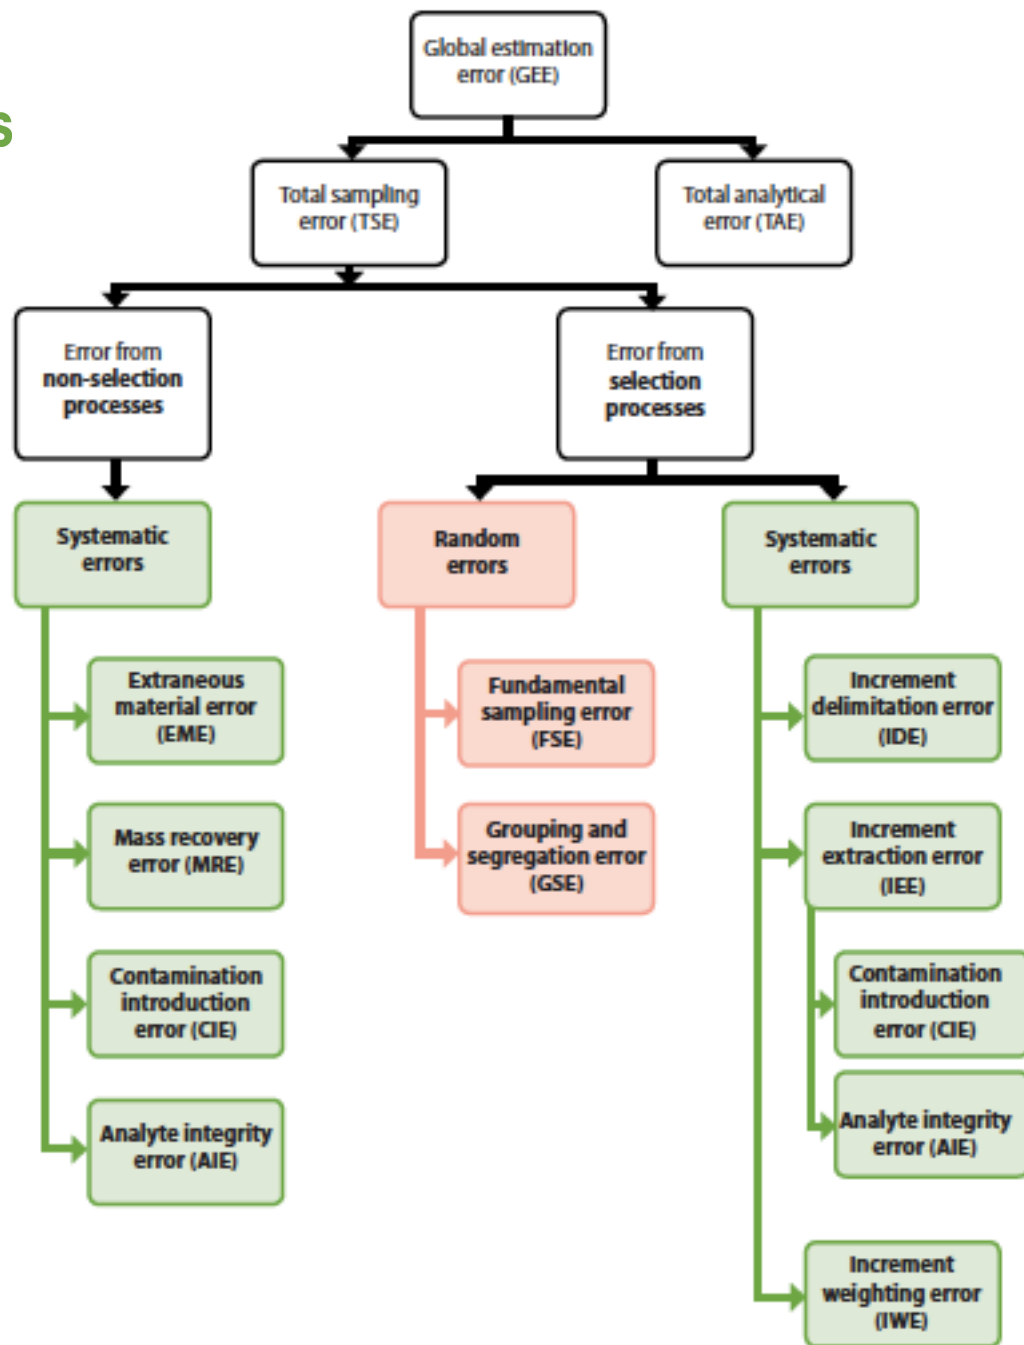 Global estimation
error (GEE)
s
Total sampling
error (TSE)
Total analytical
error (TAE)
Error from
non-selection
processes
Error from
selection
processes
Systematic
errors
Random
errors
Systematic
errors
Extraneous
material error
(EME)
Fundamental
sampling error
(FSE)
Increment
delimitation error
(IDE)
Mass recovery
error (MRE)
Grouping and
segregation error
(GSE)
Increment
extraction error
(IEE)
Contamination
introduction
error (CIE)
Contamination
introduction
error (CIE)
Analyte integrity
error (AIE)
Analyte integrity
error (AIE)
Increment
weighting error
(IWE)